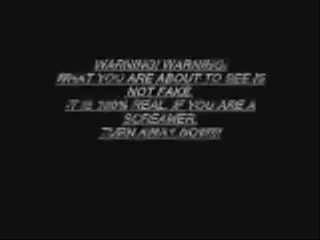 WARNING! WARNING.
WHAT YOU ARE ABOUT TO SEE IS
NOT FAKE.
IT IS 100% REAL. IF YOU ARE A
SCREAMER.
TURN AWAY NOW!!!